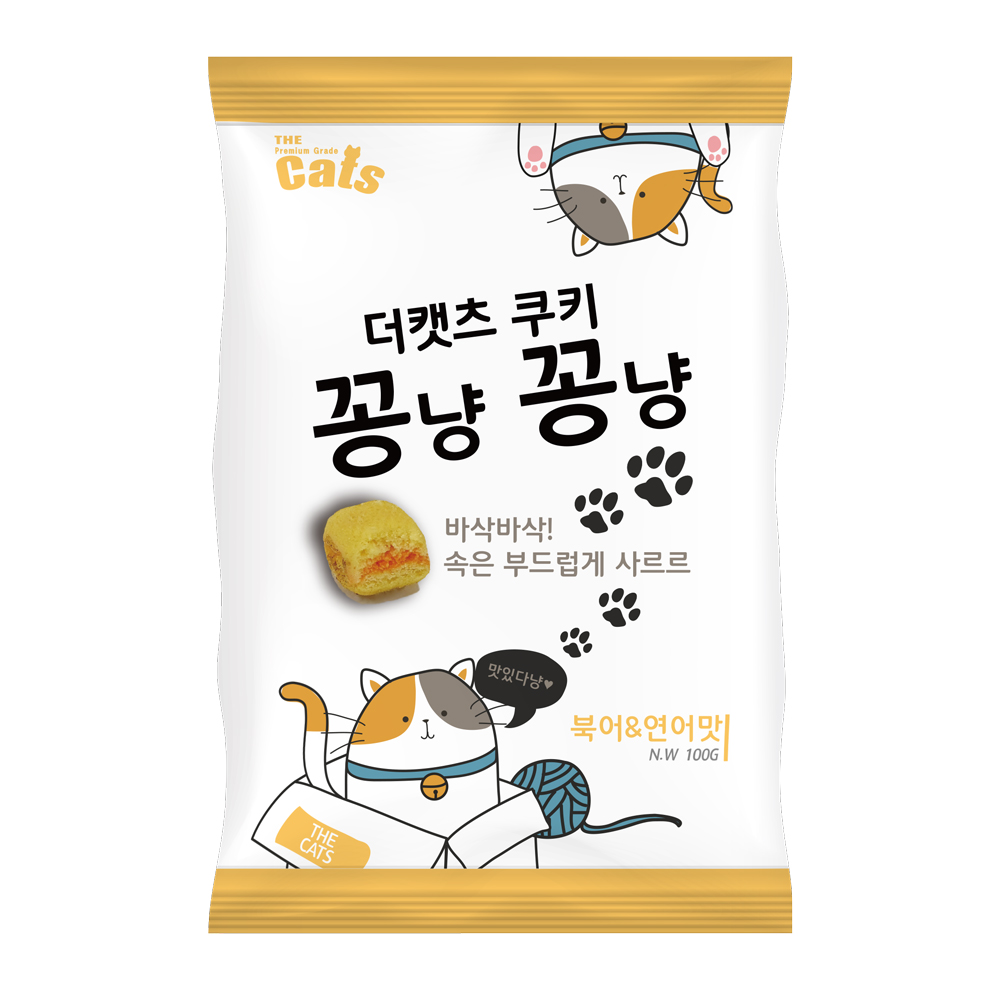 THE
Premium Grade
Cats
더캣츠 쿠키
꽁냥 꽁냥
바삭바삭!
속은 부드럽게 사르르
맛있다냥♥
북어&연어맛
N.W 100G
THE
CATS